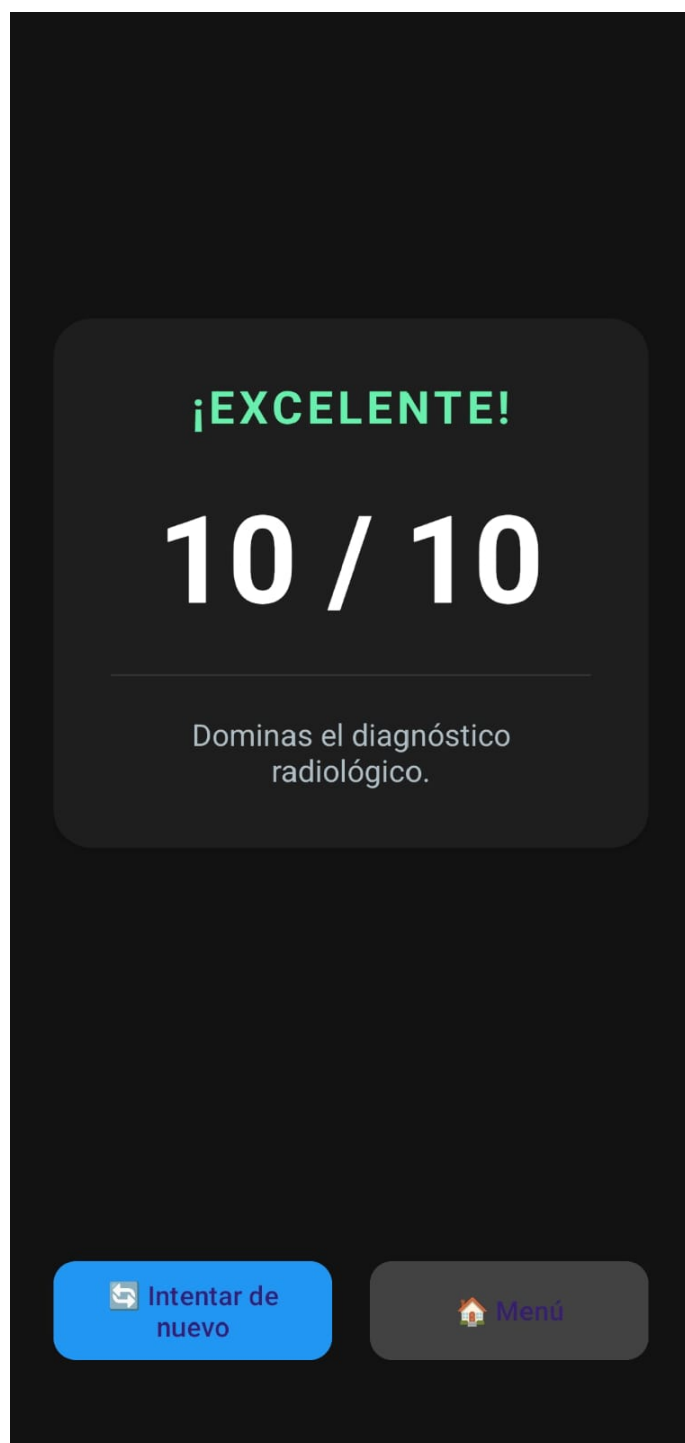 ¡EXCELENTE!
10 / 10
Dominas el diagnóstico
radiológico.
🔄 Intentar de
nuevo
🏠 Menú